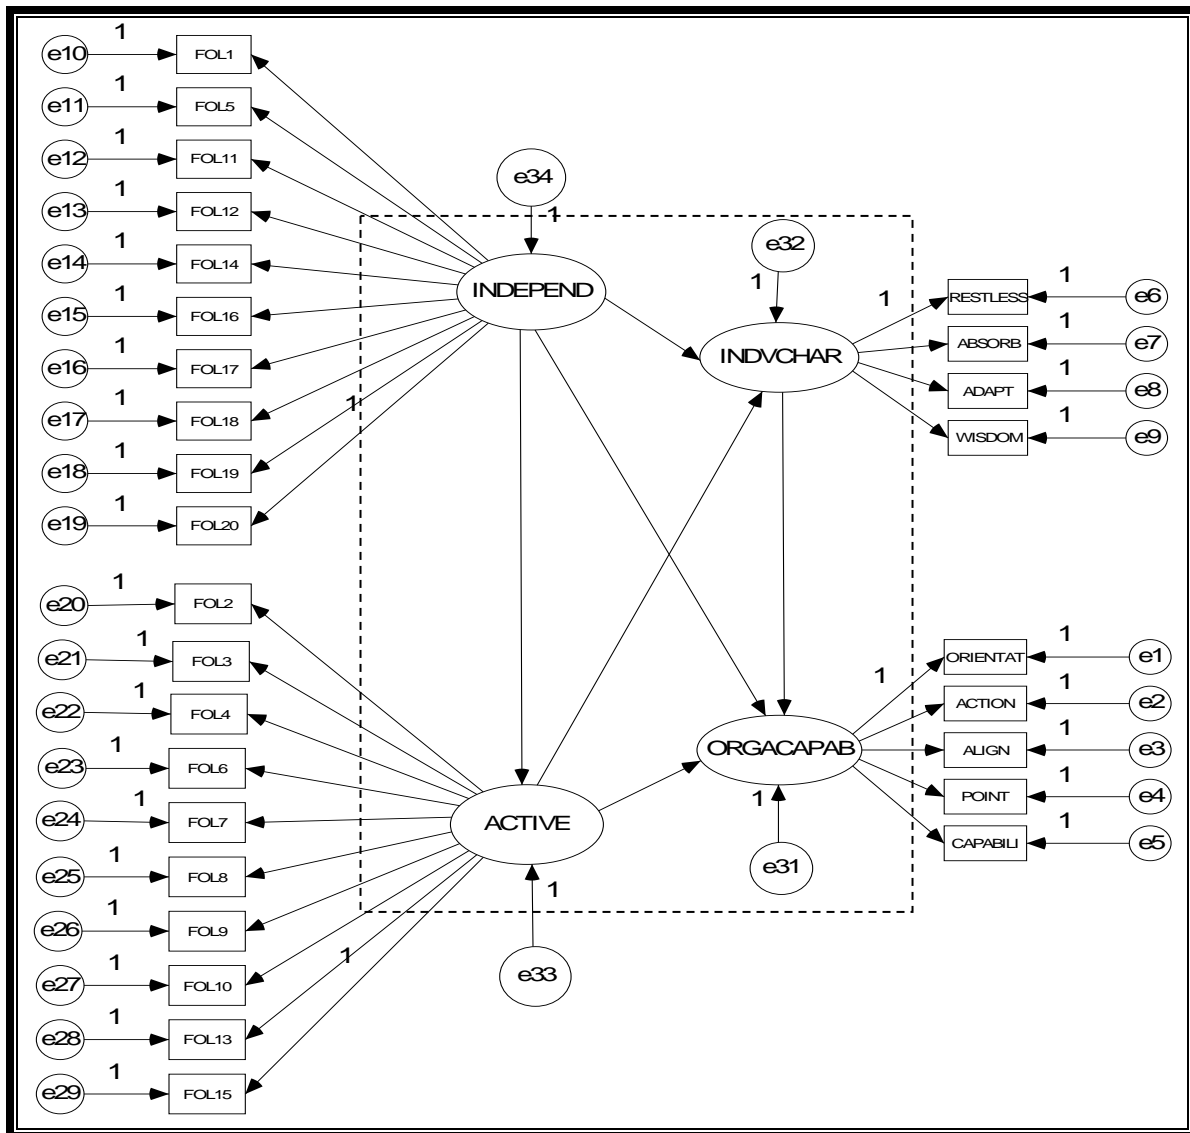 1
e10 FOL1
1
e11 FOL5
1
e12 FOL11
1
e13 FOL12
1
e14 FOL14
1
e15 FOL16
1
e16 FOL17
1
e17 FOL18
1
e18 FOL19
1
e19 FOL20
1
e34
1
INDEPEND
1
e32
1
INDVCHAR
1
RESTLESS 1 e6
ABSORB 1 e7
ADAPT 1 e8
WISDOM 1 e9
1
e20 FOL2
1
e21 FOL3
1
e22 FOL4
1
e23 FOL6
1
e24 FOL7
1
e25 FOL8
1
e26 FOL9
1
e27 FOL10
1
e28 FOL13
1
e29 FOL15
1
ACTIVE
1
e33
1
ORIENTAT 1 e1
ACTION 1 e2
ALIGN 1 e3
POINT 1 e4
CAPABILI 1 e5
ORGACAPAB
1
e31